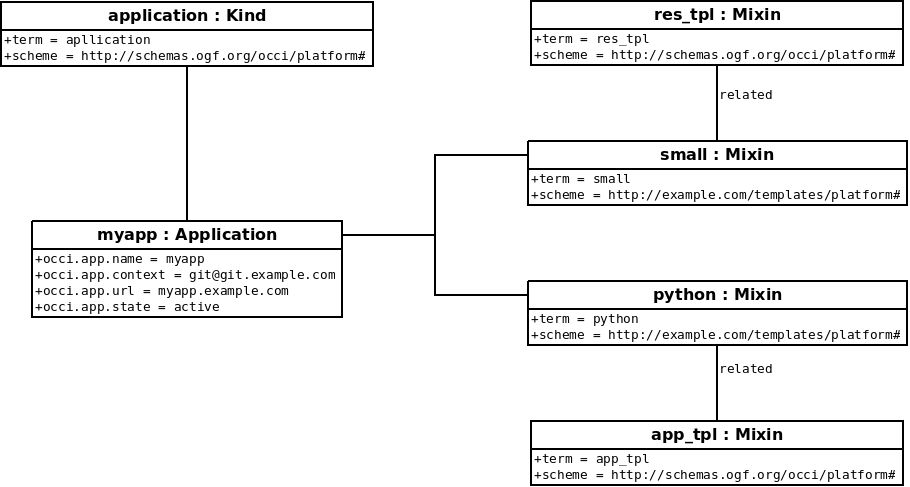 application : Kind
+term = apllication
+scheme = http://schemas.ogf.org/occi/platform#
res_tpl : Mixin
+term = res_tpl
+scheme = http://schemas.ogf.org/occi/platform#
related
small : Mixin
+term = small
+scheme = http://example.com/templates/platform#
myapp : Application
+occi.app.name = myapp
+occi.app.context = git@git.example.com
+occi.app.url = myapp.example.com
+occi.app.state = active
python : Mixin
+term = python
+scheme = http://example.com/templates/platform#
related
app_tpl : Mixin
+term = app_tpl
+scheme = http://schemas.ogf.org/occi/platform#